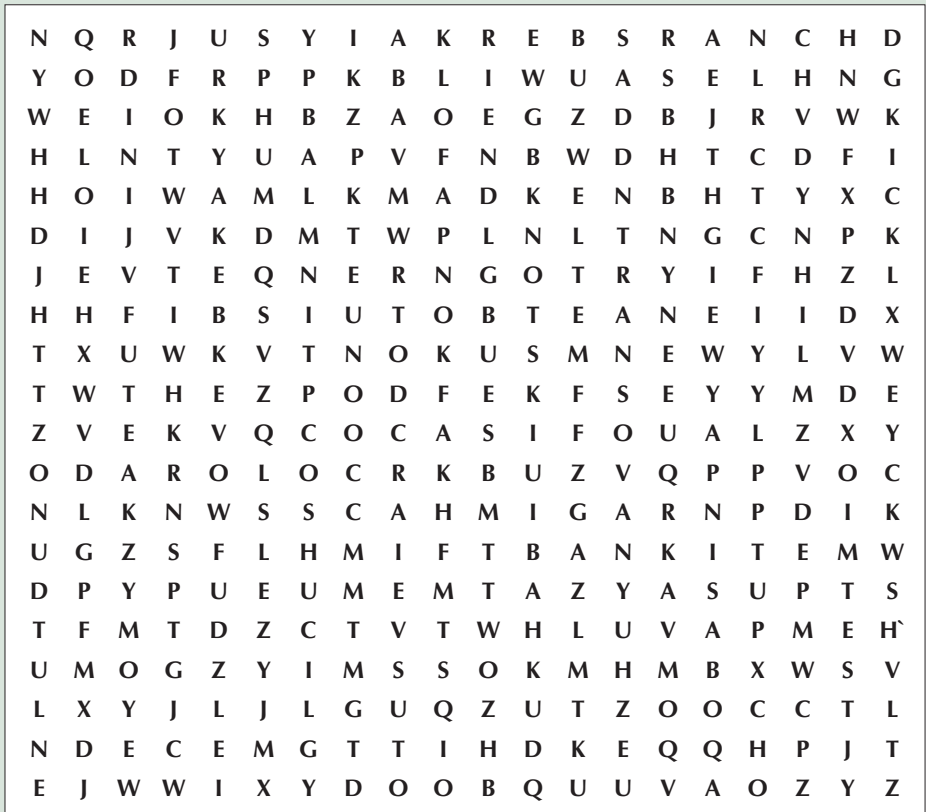 N Q R J U S Y I A K R E B S R A N C H D
Y O D F R P P K B L I W U A S E L H N G
W E I O K H B Z A O E G Z D B J R V W K
H L N T Y U A P V F N B W D H T C D F I
H O I W A M L K M A D K E N B H T Y X C
D I J V K D M T W P L N L T N G C N P K
J E V T E Q N E R N G O T R Y I F H Z L
H H F I B S I U T O B T E A N E I I D X
T X U W K V T N O K U S M N E W Y L V W
T W T H E Z P O D F E K F S E Y Y M D E
Z V E K V Q C O C A S I F O U A L Z X Y
O D A R O L O C R K B U Z V Q P P V O C
N L K N W S S C A H M I G A R N P D I K
U G Z S F L H M I F T B A N K I T E M W
D P Y P U E U M E M T A Z Y A S U P T S
T F M T D Z C T V T W H L U V A P M E H`
U M O G Z Y I M S S O K M H M B X W S V
L X Y J L J L G U Q Z U T Z O O C C T L
N D E C E M G T T I H D K E Q Q H P J T
E J W W I X Y D O O B Q U U V A O Z Y Z